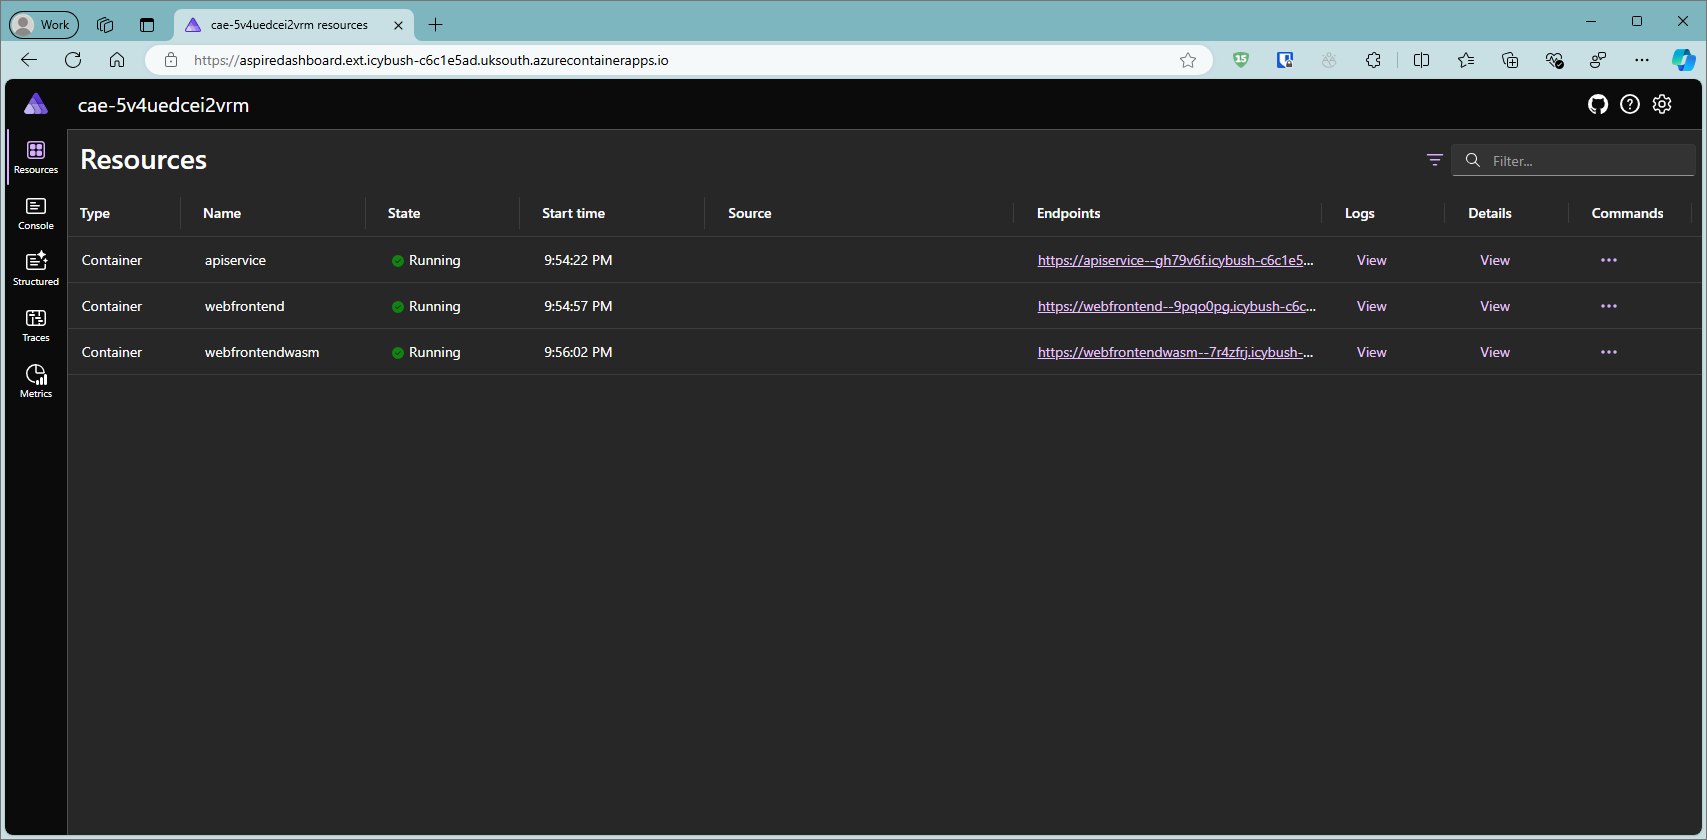 Work
cae-5v4uedcei2vrm resources
https://aspiredashboard.ext.icybush-c6c1e5ad.uksouth.azurecontainerapps.io
15
cae-5v4uedcei2vrm
Resources
Console
Structured
Traces
Metrics
Resources
Filter...
Type Name State Start time Source Endpoints Logs Details Commands
Container apiservice Running 9:54:22 PM https://apiservice--gh79v6f.icybush-c6c1e5... View View
Container webfrontend Running 9:54:57 PM https://webfrontend--9pqo0pg.icybush-c6c... View View
Container webfrontendwasm Running 9:56:02 PM https://webfrontendwasm--7r4zfrj.icybush-... View View